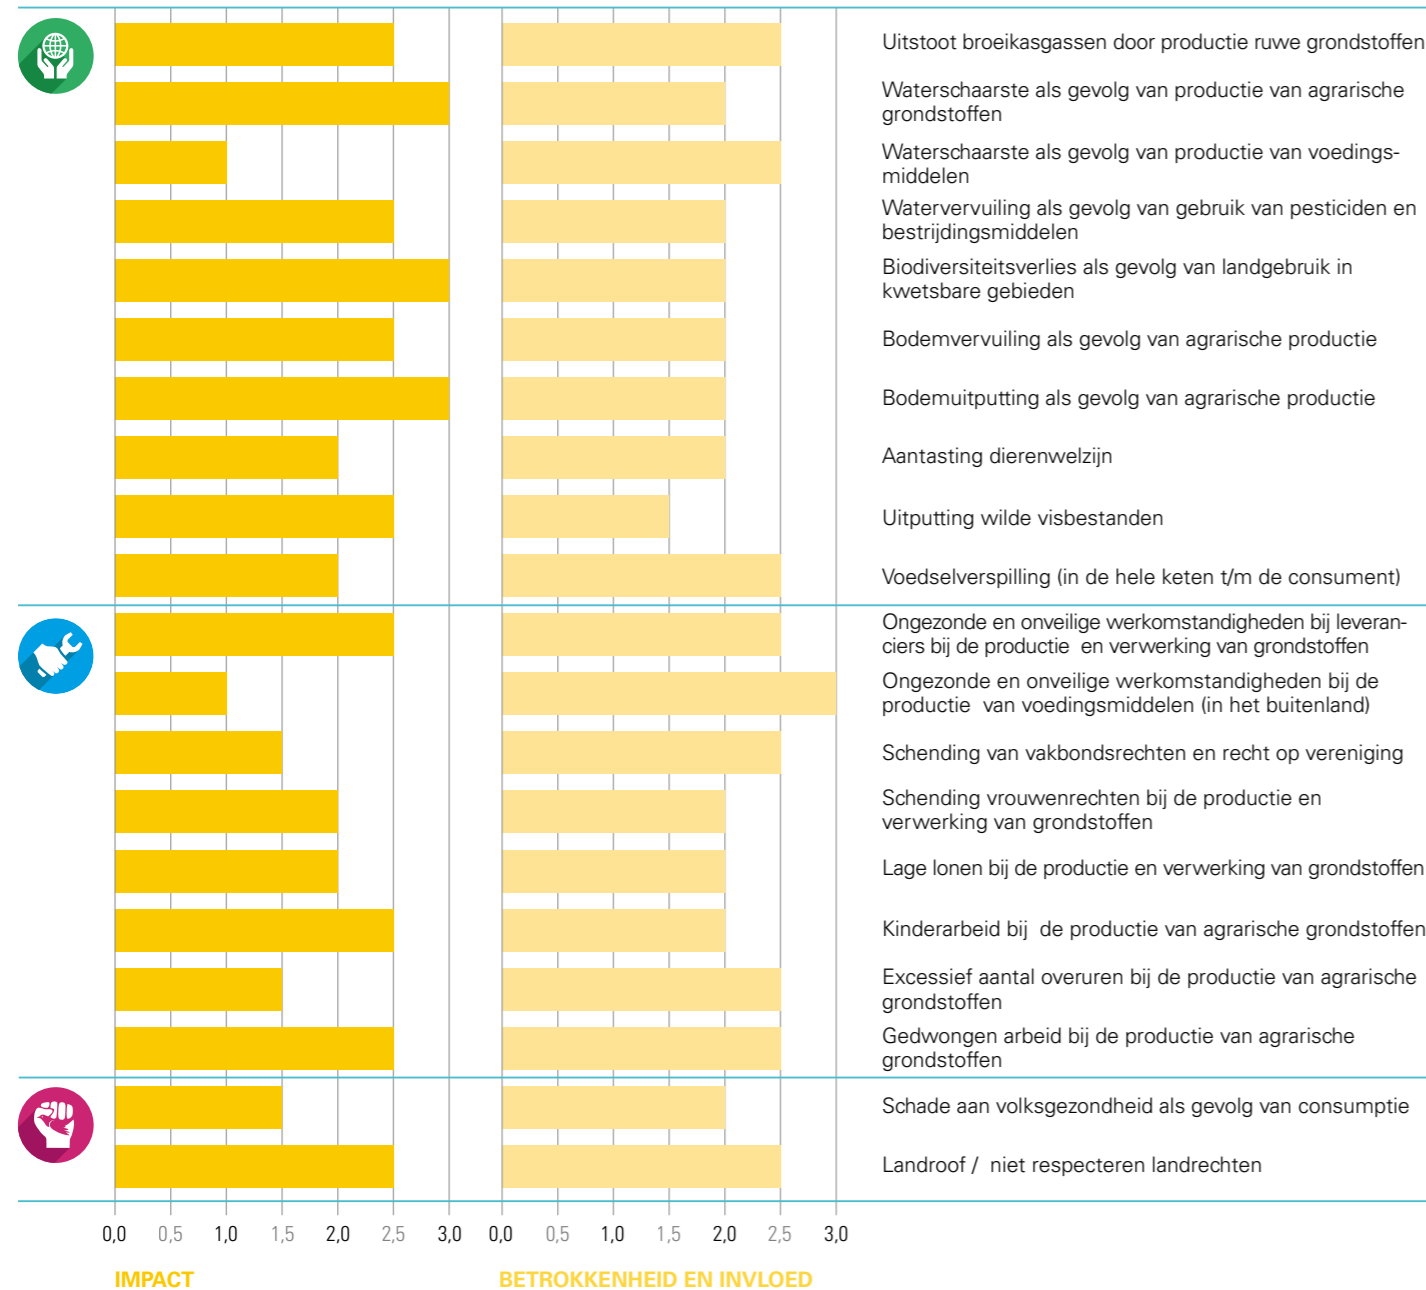 Uitstoot broeikasgassen door productie ruwe grondstoffen
Waterschaarste als gevolg van productie van agrarische
grondstoffen
Waterschaarste als gevolg van productie van voedings-
middelen
Watervervuiling als gevolg van gebruik van pesticiden en
bestrijdingsmiddelen
Biodiversiteitsverlies als gevolg van landgebruik in
kwetsbare gebieden
Bodemvervuiling als gevolg van agrarische productie
Bodemuitputting als gevolg van agrarische productie
Aantasting dierenwelzijn
Uitputting wilde visbestanden
Voedselverspilling (in de hele keten t/m de consument)
Ongezonde en onveilige werkomstandigheden bij leveran-
ciers bij de productie en verwerking van grondstoffen
Ongezonde en onveilige werkomstandigheden bij de
productie van voedingsmiddelen (in het buitenland)
Schending van vakbondsrechten en recht op vereniging
Schending vrouwenrechten bij de productie en
verwerking van grondstoffen
Lage lonen bij de productie en verwerking van grondstoffen
Kinderarbeid bij de productie van agrarische grondstoffen
Excessief aantal overuren bij de productie van agrarische
grondstoffen
Gedwongen arbeid bij de productie van agrarische
grondstoffen
Schade aan volksgezondheid als gevolg van consumptie
Landroof / niet respecteren landrechten
0,0 0,5 1,0 1,5 2,0 2,5 3,0 0,0 0,5 1,0 1,5 2,0 2,5 3,0
IMPACT BETROKKENHEID EN INVLOED